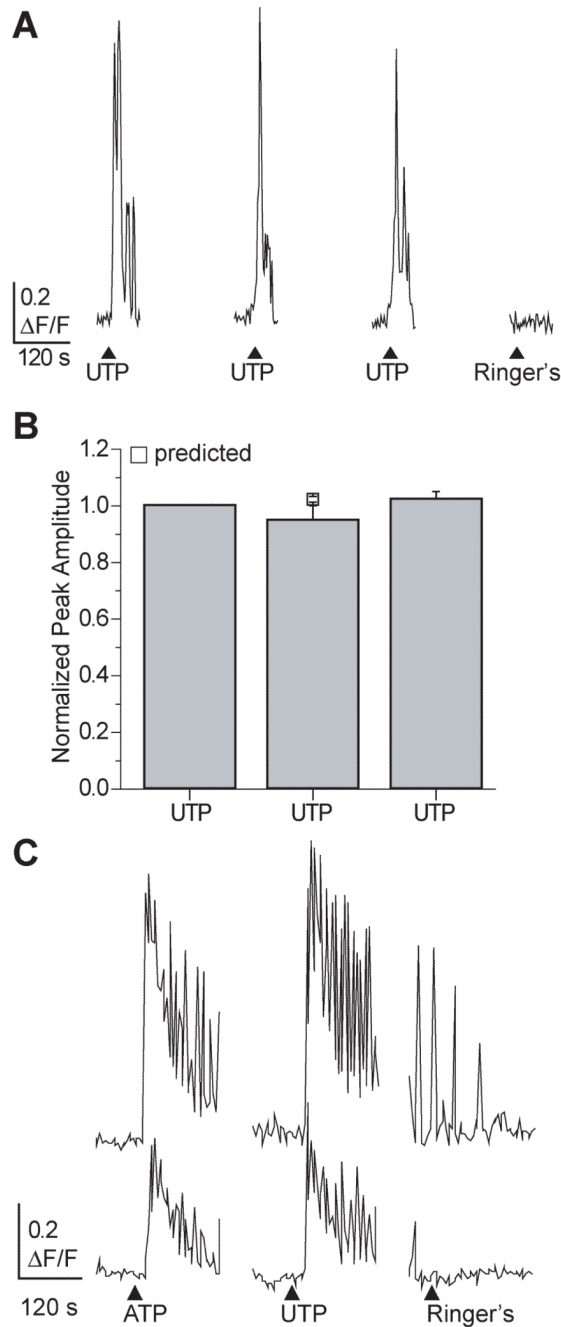 A
0.2
ΔF/F
120 s
UTP UTP UTP Ringer's
B
Normalized Peak Amplitude
1.2
1.0
0.8
0.6
0.4
0.2
0.0
predicted
UTP UTP UTP
C
0.2
ΔF/F
120 s
ATP UTP Ringer's